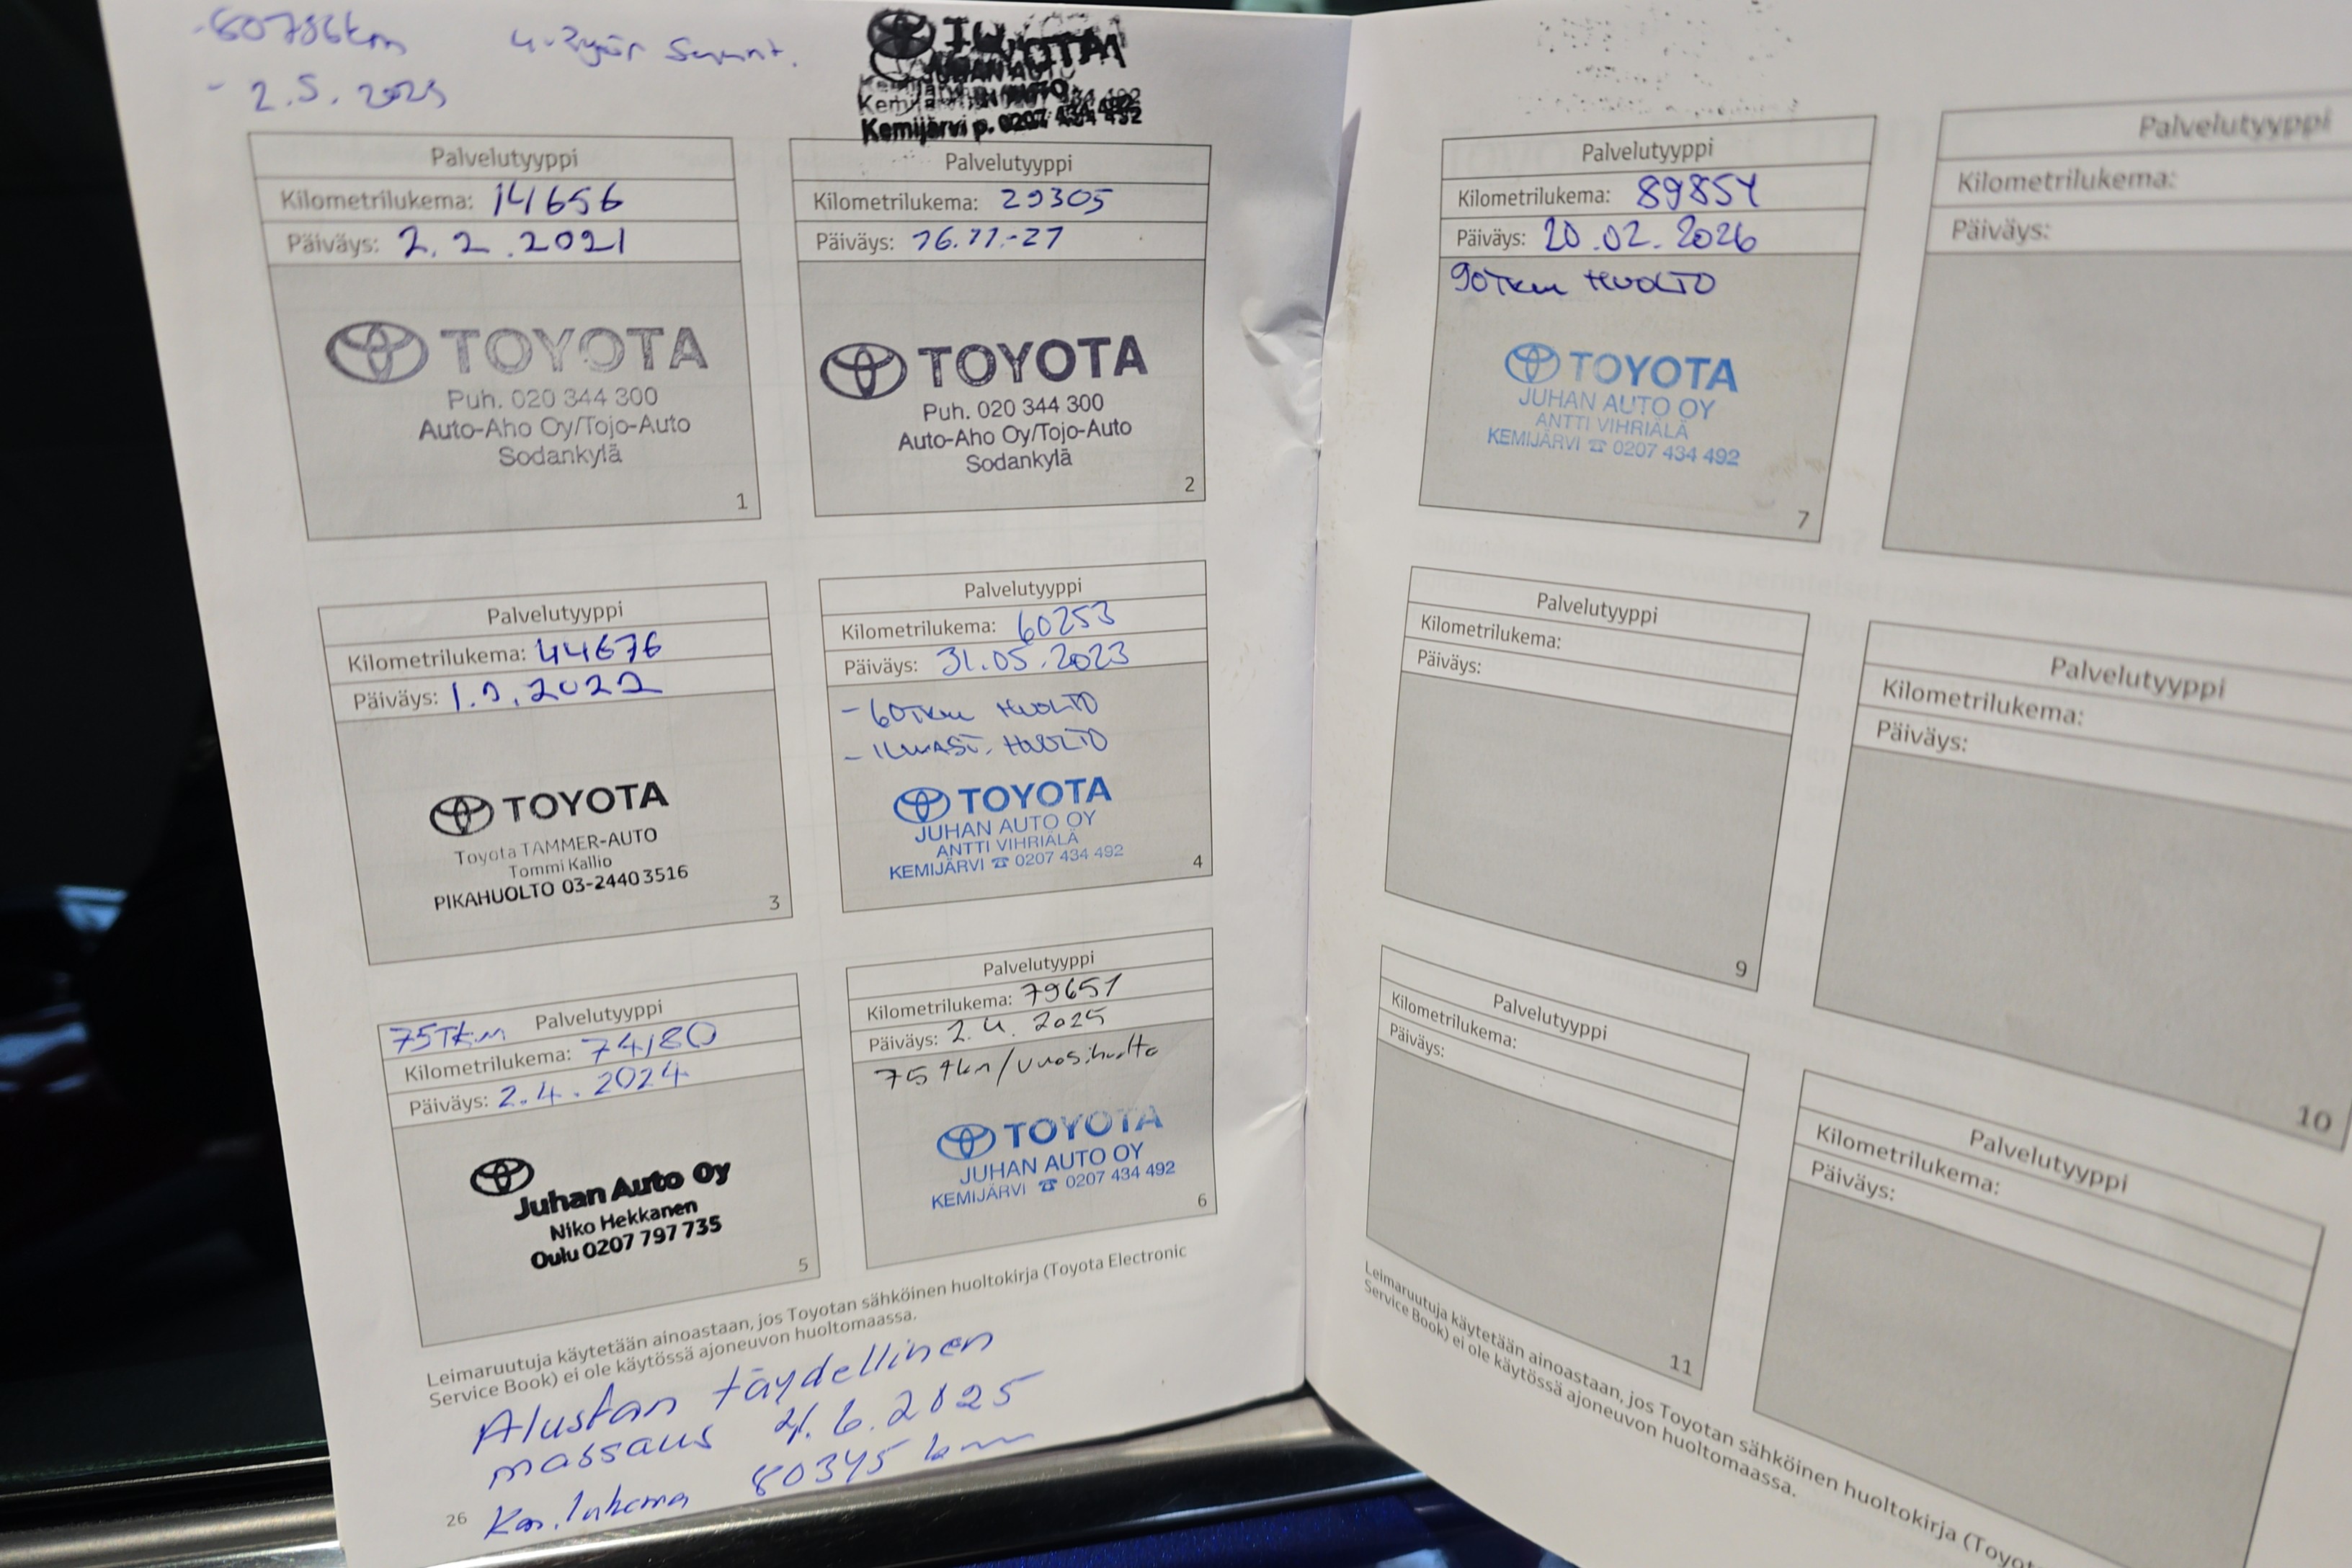 2.5.2025
TOYOTA
Kemijärvi p. 0207 434 492
Palvelutyyppi
Kilometrilukema: 14656
Päiväys: 2.2.2021
TOYOTA
Puh. 020 344 300
Auto-Aho Oy/Tojo-Auto
Sodankylä
1
Palvelutyyppi
Kilometrilukema: 29305
Päiväys: 16.11.-21
TOYOTA
Puh. 020 344 300
Auto-Aho Oy/Tojo-Auto
Sodankylä
2
Palvelutyyppi
Kilometrilukema: 44676
Päiväys: 1.9.2022
TOYOTA
Toyota TAMMER-AUTO
Tommi Kallio
PIKAHUOLTO 03-2440 3516
3
Palvelutyyppi
Kilometrilukema: 60253
Päiväys: 31.05.2023
- 60Tkm HUOLTO
- ILMAST. HUOLTO
TOYOTA
JUHAN AUTO OY
ANTTI VIHRIÄLÄ
KEMIJÄRVI ☎ 0207 434 492
4
75Tkm Palvelutyyppi
Kilometrilukema: 74180
Päiväys: 2.4.2024
Juhan Auto Oy
Niko Hekkanen
Oulu 0207 797 735
5
Palvelutyyppi
Kilometrilukema: 79651
Päiväys: 2.4.2025
75 tkm/vuosihuolto
TOYOTA
JUHAN AUTO OY
KEMIJÄRVI ☎ 0207 434 492
6
Leimaruutuja käytetään ainoastaan, jos Toyotan sähköinen huoltokirja (Toyota Electronic
Service Book) ei ole käytössä ajoneuvon huoltomaassa.
Alustan täydellinen
massaus 4.6.2025
Km.lukema 80345 km
26
Palvelutyyppi
Kilometrilukema: 89854
Päiväys: 20.02.2026
90Tkm HUOLTO
TOYOTA
JUHAN AUTO OY
ANTTI VIHRIÄLÄ
KEMIJÄRVI ☎ 0207 434 492
7
Palvelutyyppi
Kilometrilukema:
Päiväys:
Palvelutyyppi
Kilometrilukema:
Päiväys:
9
Palvelutyyppi
Kilometrilukema:
Päiväys:
10
Palvelutyyppi
Kilometrilukema:
Päiväys:
11
Palvelutyyppi
Kilometrilukema:
Päiväys:
Leimaruutuja käytetään ainoastaan, jos Toyotan sähköinen huoltokirja (Toyot
Service Book) ei ole käytössä ajoneuvon huoltomaassa.